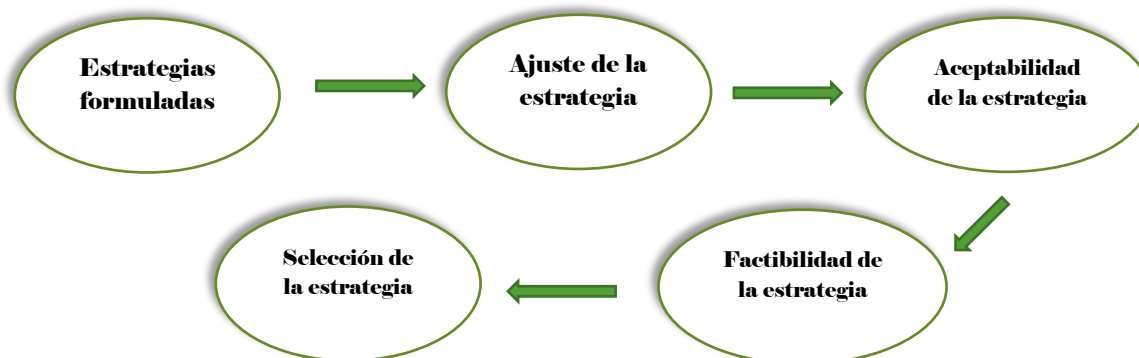 Estrategias
formuladas
Ajuste de la
estrategia
Aceptabilidad
de la estrategia
Factibilidad de
la estrategia
Selección de
la estrategia